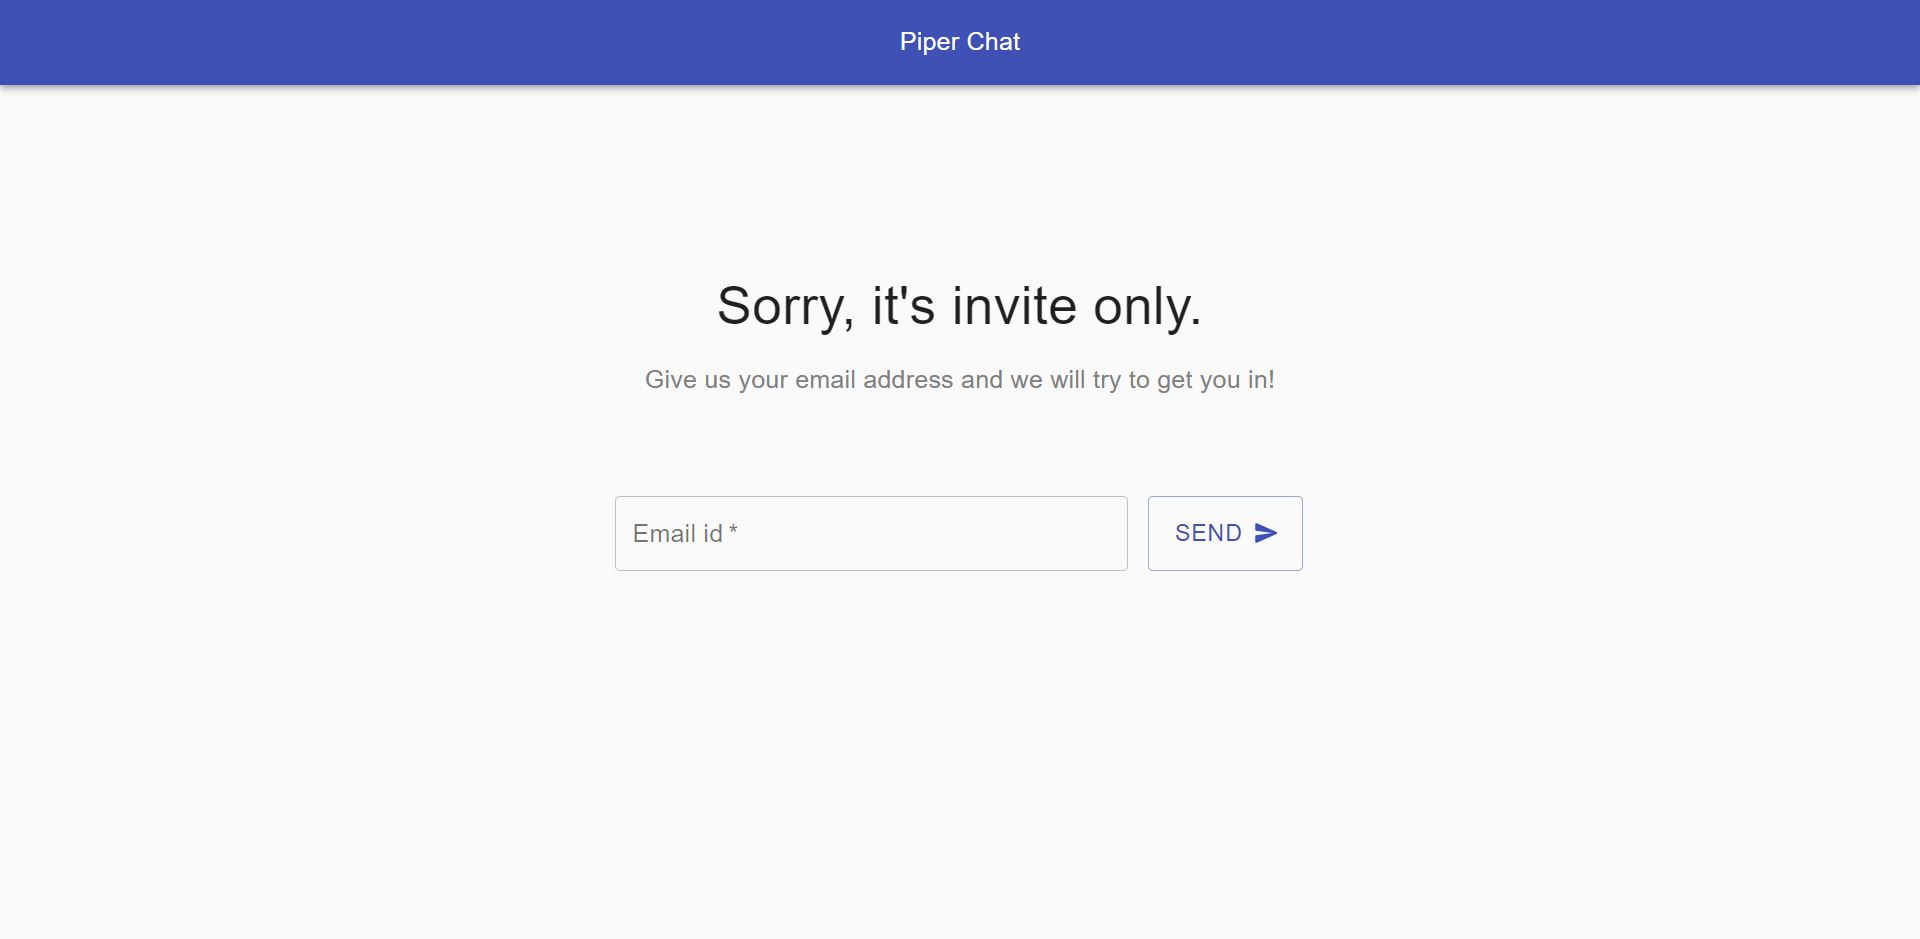 Piper Chat
Sorry, it's invite only.
Give us your email address and we will try to get you in!
Email id *
SEND